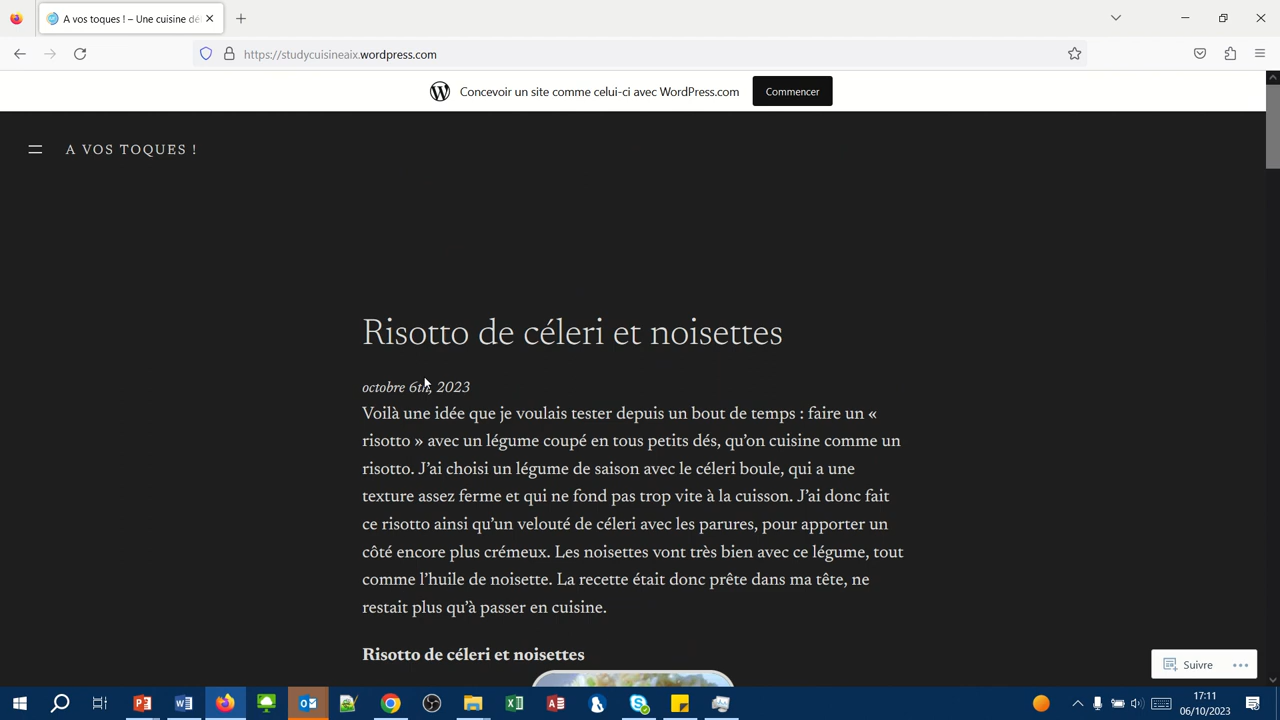 A vos toques ! – Une cuisine dé
https://studycuisineaix.wordpress.com
Concevoir un site comme celui-ci avec WordPress.com
Commencer
A VOS TOQUES !
Risotto de céleri et noisettes
octobre 6th, 2023
Voilà une idée que je voulais tester depuis un bout de temps : faire un «
risotto » avec un légume coupé en tous petits dés, qu’on cuisine comme un
risotto. J’ai choisi un légume de saison avec le céleri boule, qui a une
texture assez ferme et qui ne fond pas trop vite à la cuisson. J’ai donc fait
ce risotto ainsi qu’un velouté de céleri avec les parures, pour apporter un
côté encore plus crémeux. Les noisettes vont très bien avec ce légume, tout
comme l’huile de noisette. La recette était donc prête dans ma tête, ne
restait plus qu’à passer en cuisine.
Risotto de céleri et noisettes
Suivre
17:11
06/10/2023